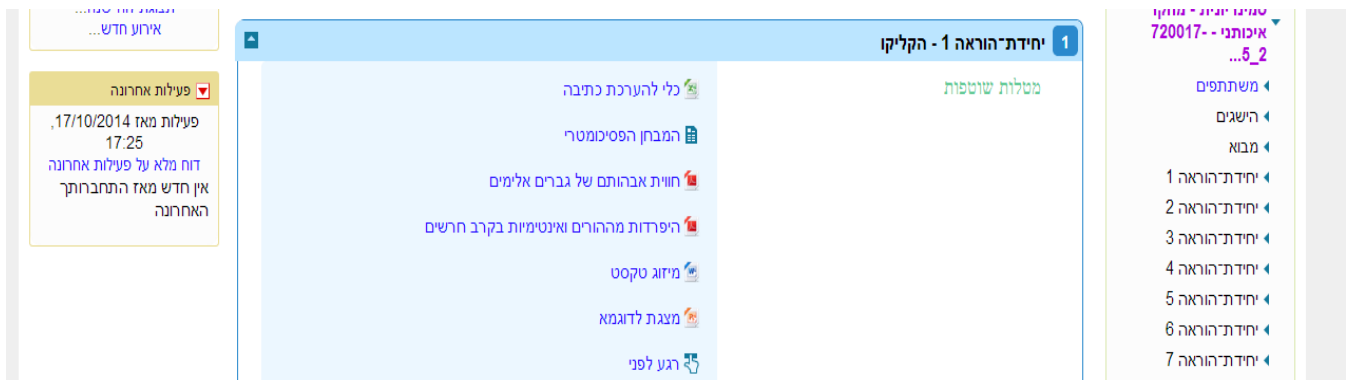 סמינריונית - מחקר
איכותני - -720017
5_2...
משתתפים
הישגים
מבוא
יחידת־הוראה 1
יחידת־הוראה 2
יחידת־הוראה 3
יחידת־הוראה 4
יחידת־הוראה 5
יחידת־הוראה 6
יחידת־הוראה 7
1 יחידת־הוראה 1 - הקליקו
מטלות שוטפות
כלי להערכת כתיבה
המבחן הפסיכומטרי
חווית אבהותם של גברים אלימים
היפרדות מההורים ואינטימיות בקרב חרשים
מיזוג טקסט
מצגת לדוגמא
רגע לפני
אירוע חדש...
פעילות אחרונה
פעילות מאז 17/10/2014,
17:25
דוח מלא על פעילות אחרונה
אין חדש מאז התחברותך
האחרונה